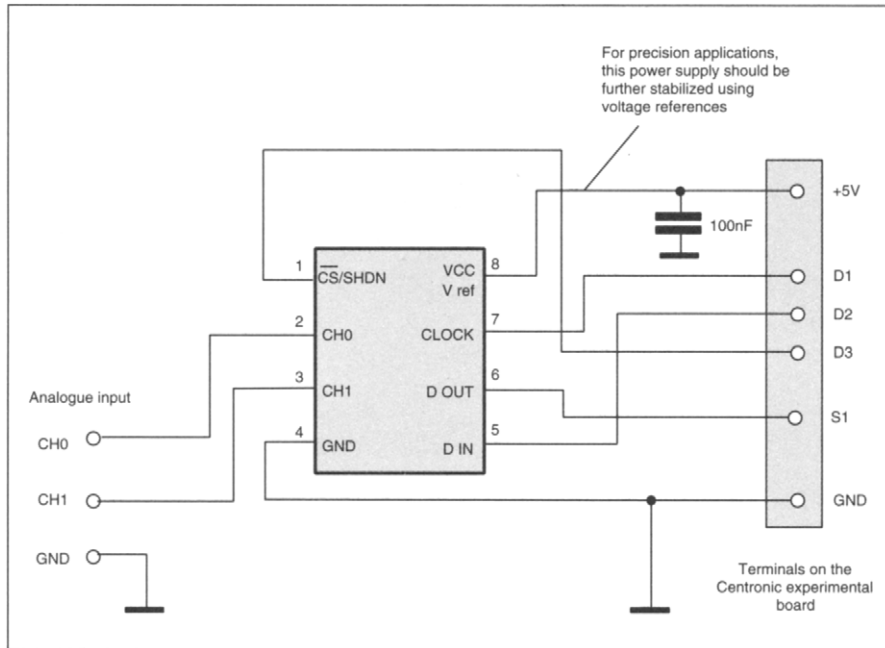 For precision applications,
this power supply should be
further stabilized using
voltage references
+5V
100nF
1
CS/SHDN
VCC
8
V ref
D1
2
CH0
CLOCK
7
D2
D3
3
CH1
D OUT
6
Analogue input
S1
4
GND
D IN
5
CH0
CH1
GND
GND
Terminals on the
Centronic experimental
board